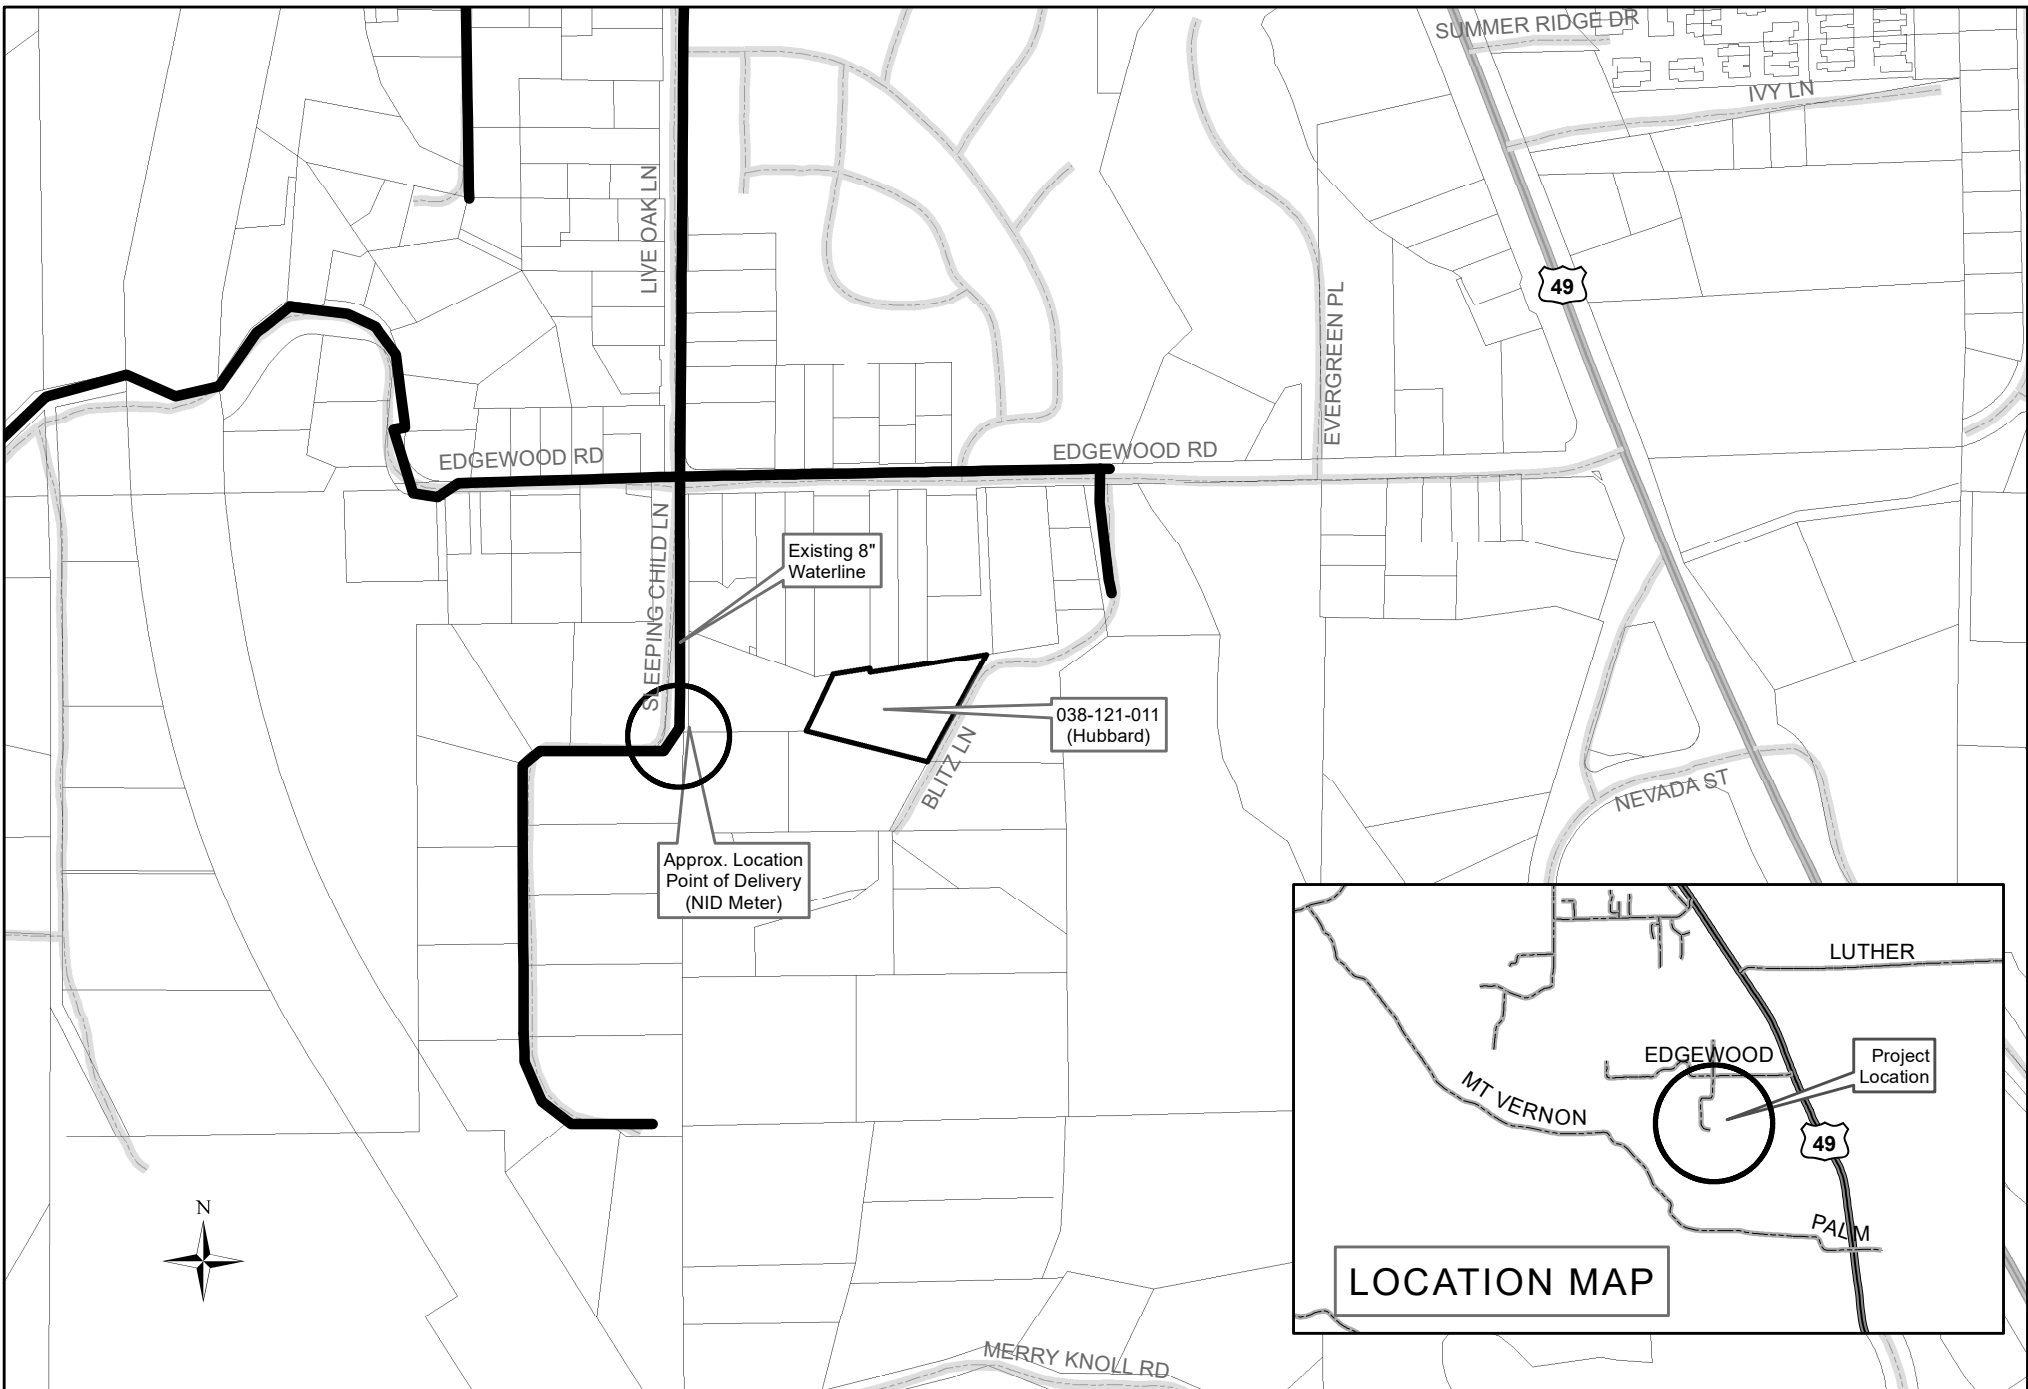 SUMMER RIDGE DR
IVY LN
LIVE OAK LN
49
EVERGREEN PL
EDGEWOOD RD
EDGEWOOD RD
SLEEPING CHILD LN
Existing 8"
Waterline
038-121-011
(Hubbard)
BLITZ LN
NEVADA ST
Approx. Location
Point of Delivery
(NID Meter)
LUTHER
EDGEWOOD
Project
Location
MT VERNON
49
PALM
N
LOCATION MAP
MERRY KNOLL RD